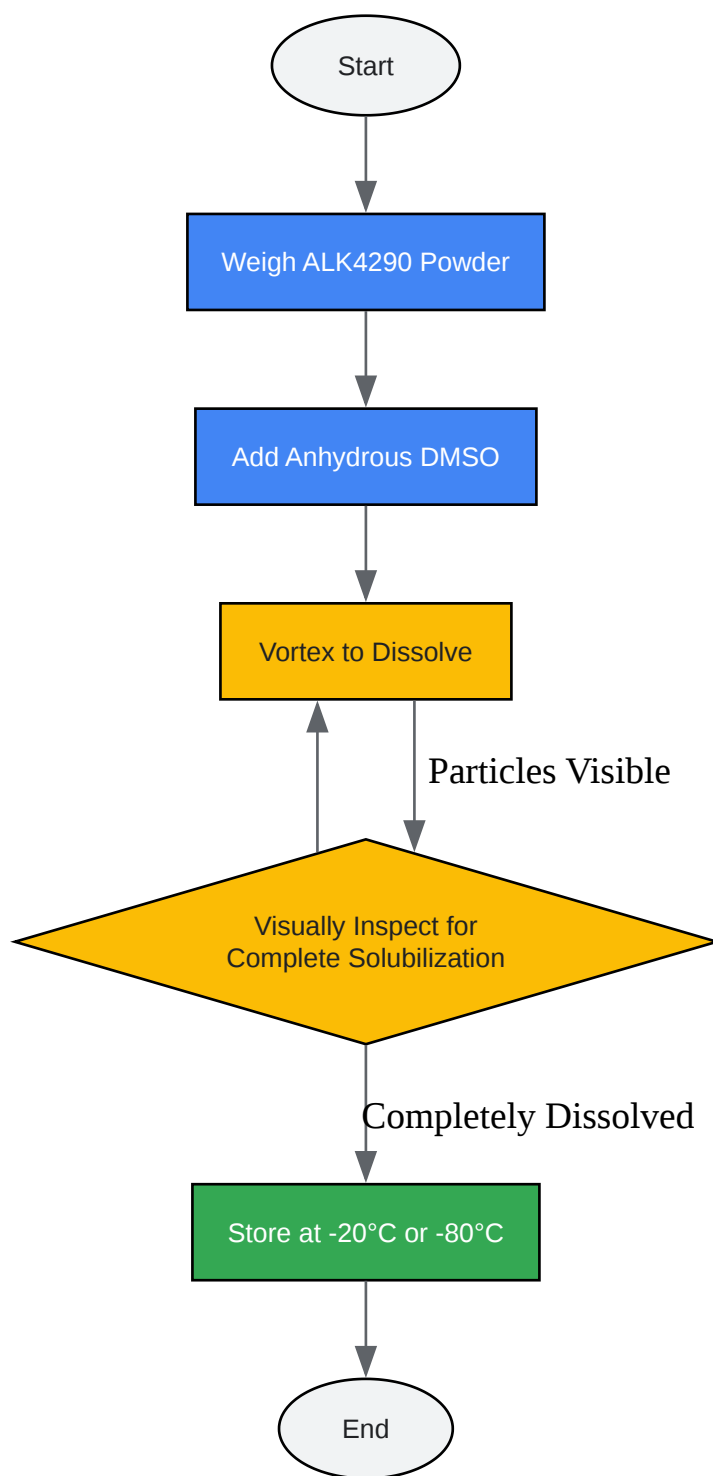 Start
Weigh ALK4290 Powder
Add Anhydrous DMSO
Vortex to Dissolve
Particles Visible
Visually Inspect for
Complete Solubilization
Completely Dissolved
Store at -20°C or -80°C
End